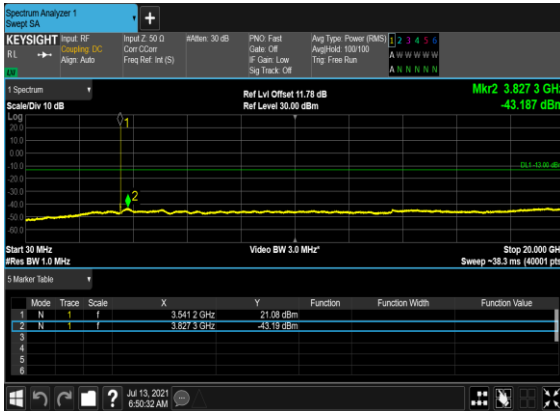 Spectrum Analyzer 1
Swept SA
KEYSIGHT Input: RF Input Z: 50 Ω #Atten: 30 dB PNO: Fast Avg Type: Power (RMS) 1 2 3 4 5 6
RL Coupling: DC Corr CCorr Gate: Off Avg|Hold: 100/100 A W W W W W
Align: Auto Freq Ref: Int (S) IF Gain: Low Trig: Free Run
Sig Track: Off A N N N N N
1 Spectrum Ref Lvl Offset 11.78 dB Mkr2 3.827 3 GHz
Scale/Div 10 dB Ref Level 30.00 dBm -43.187 dBm
Log
20.0
10.0
0.00
-10.0
-20.0
-30.0
-40.0
-50.0
-60.0
1
2
DL1 -13.00 dBm
Start 30 MHz Video BW 3.0 MHz* Stop 20.000 GHz
#Res BW 1.0 MHz Sweep ~38.3 ms (40001 pts)
5 Marker Table
Mode Trace Scale X Y Function Function Width Function Value
1 N 1 f 3.541 2 GHz 21.08 dBm
2 N 1 f 3.827 3 GHz -43.19 dBm
3
4
5
6
? Jul 13, 2021
6:50:32 AM